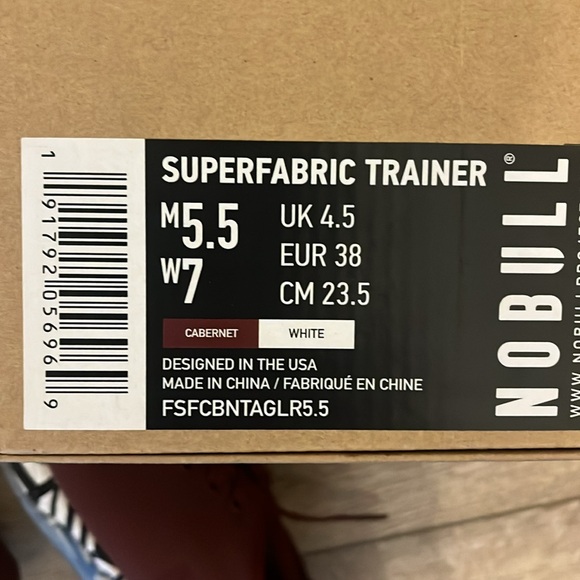 SUPERFABRIC TRAINER
M5.5
W7
UK 4.5
EUR 38
CM 23.5
CABERNET
WHITE
DESIGNED IN THE USA
MADE IN CHINA / FABRIQUÉ EN CHINE
FSFCBNTAGLR5.5
1 91792 05696 9
NOBULL®